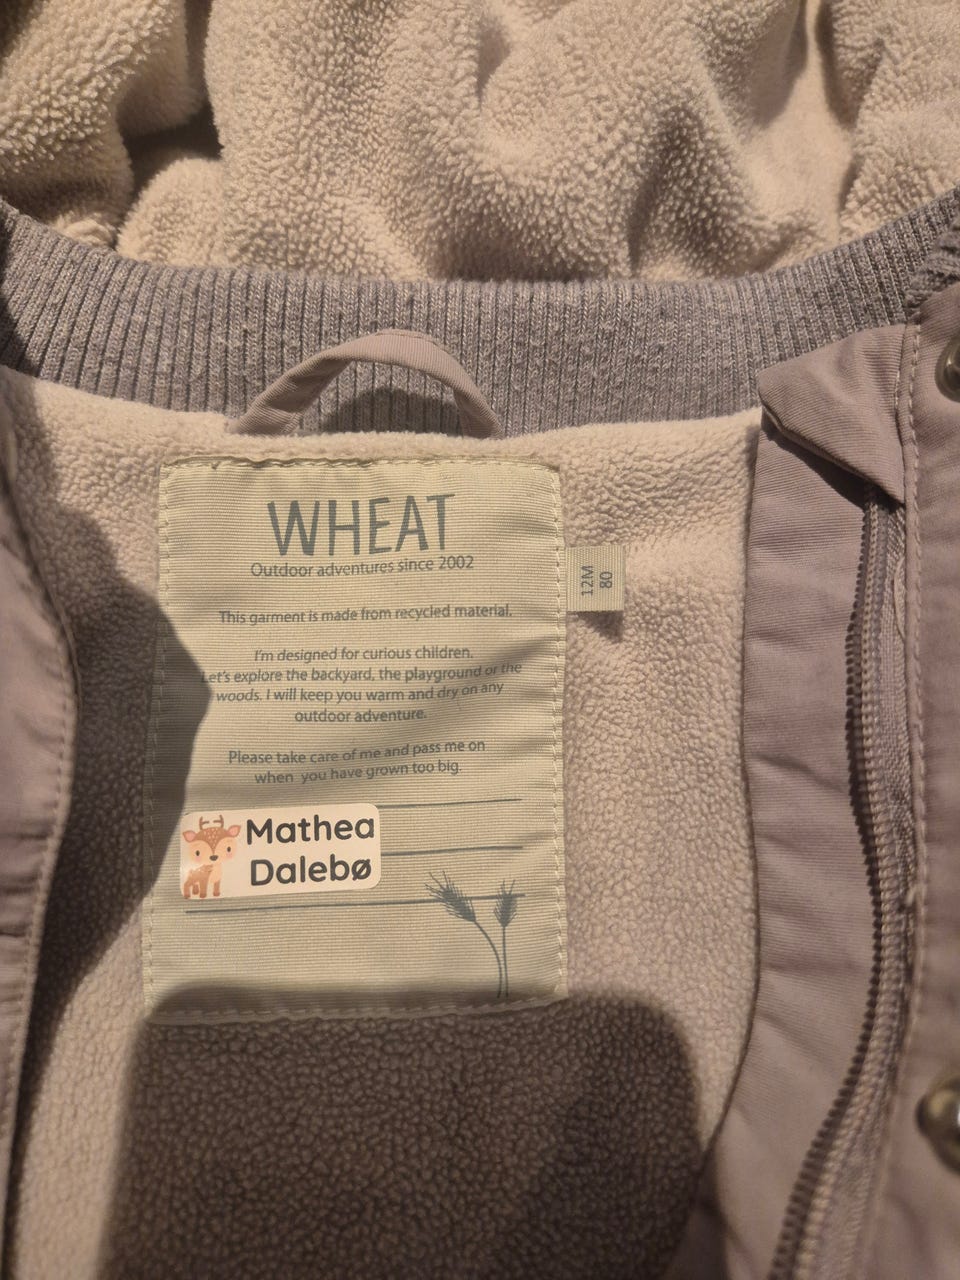 WHEAT
Outdoor adventures since 2002
12M
80
This garment is made from recycled material.
I'm designed for curious children.
Let's explore the backyard, the playground or the
woods. I will keep you warm and dry on any
outdoor adventure.
Please take care of me and pass me on
when you have grown too big.
Mathea
Dalebø